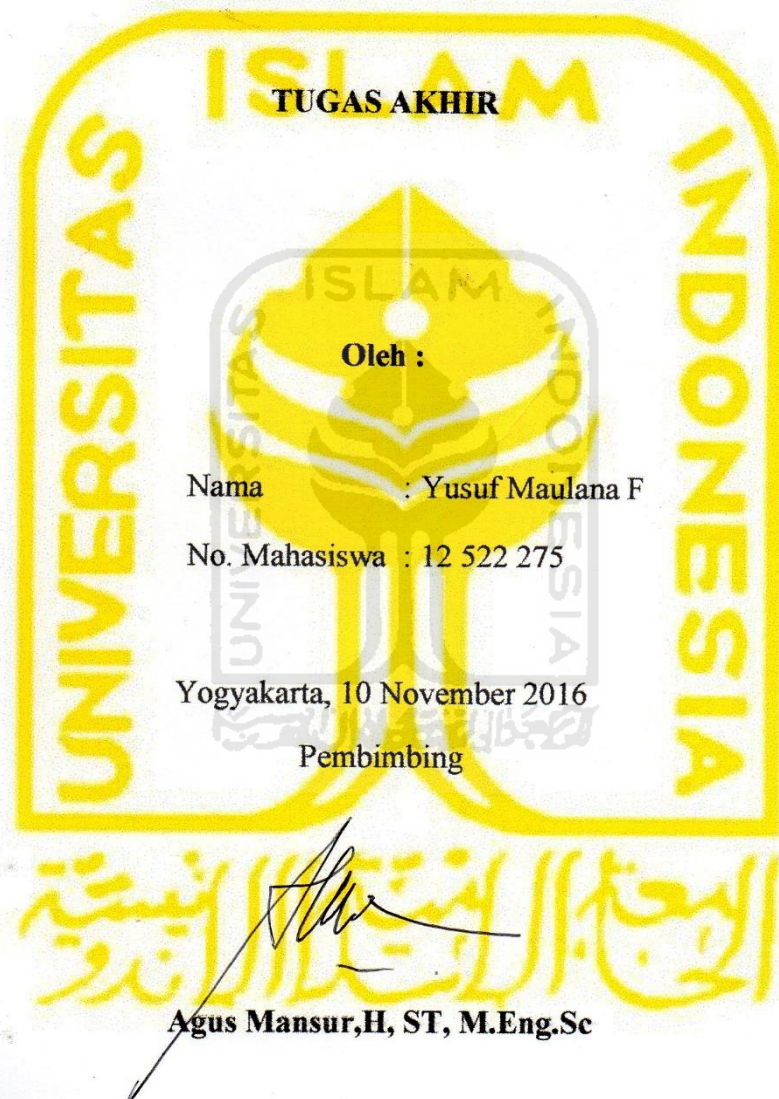 ISLAM
UNIVERSITAS
INDONESIA
TUGAS AKHIR
ISLAM
UNIVERSITAS
INDONESIA
Oleh :
Nama : Yusuf Maulana F
No. Mahasiswa : 12 522 275
Yogyakarta, 10 November 2016
Pembimbing
Agus Mansur,H, ST, M.Eng.Sc